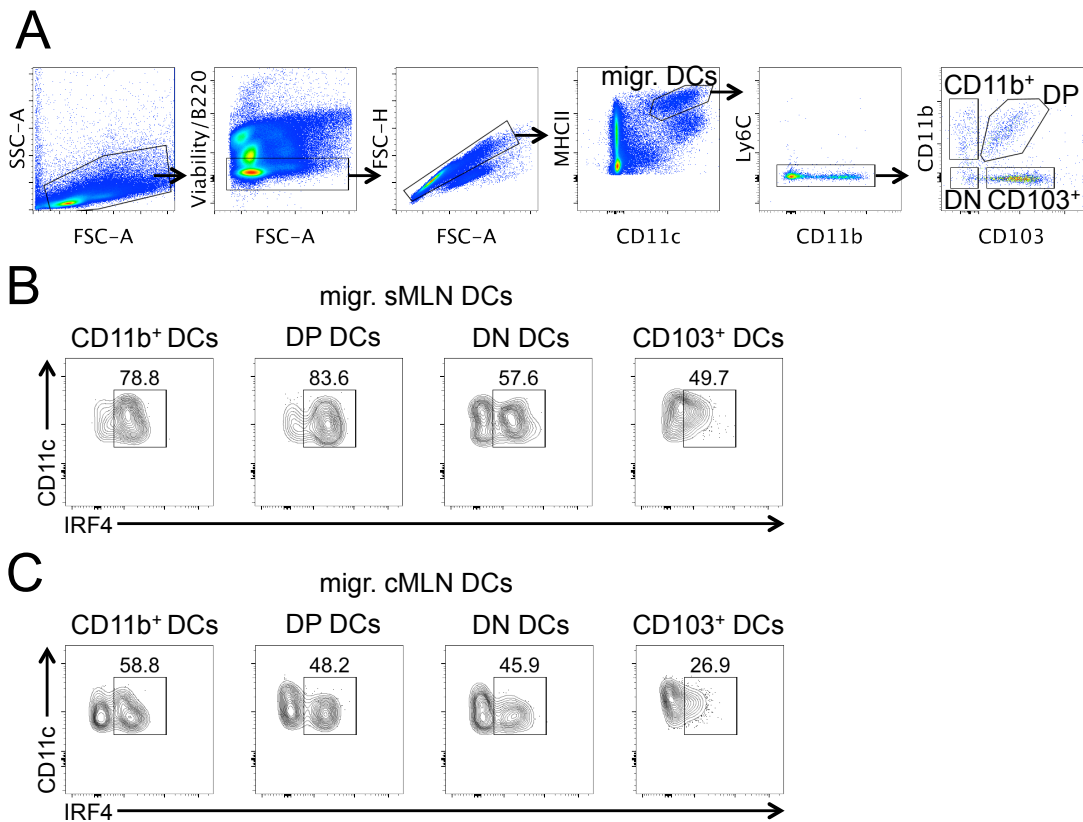 A
SSC-A
FSC-A
Viability/B220
FSC-A
FSC-H
FSC-A
migr. DCs
MHCII
CD11c
Ly6C
CD11b
CD11b⁺
DP
CD11b
DN
CD103⁺
CD103
B
migr. sMLN DCs
CD11b⁺ DCs
DP DCs
DN DCs
CD103⁺ DCs
78.8
83.6
57.6
49.7
CD11c
IRF4
C
migr. cMLN DCs
CD11b⁺ DCs
DP DCs
DN DCs
CD103⁺ DCs
58.8
48.2
45.9
26.9
CD11c
IRF4